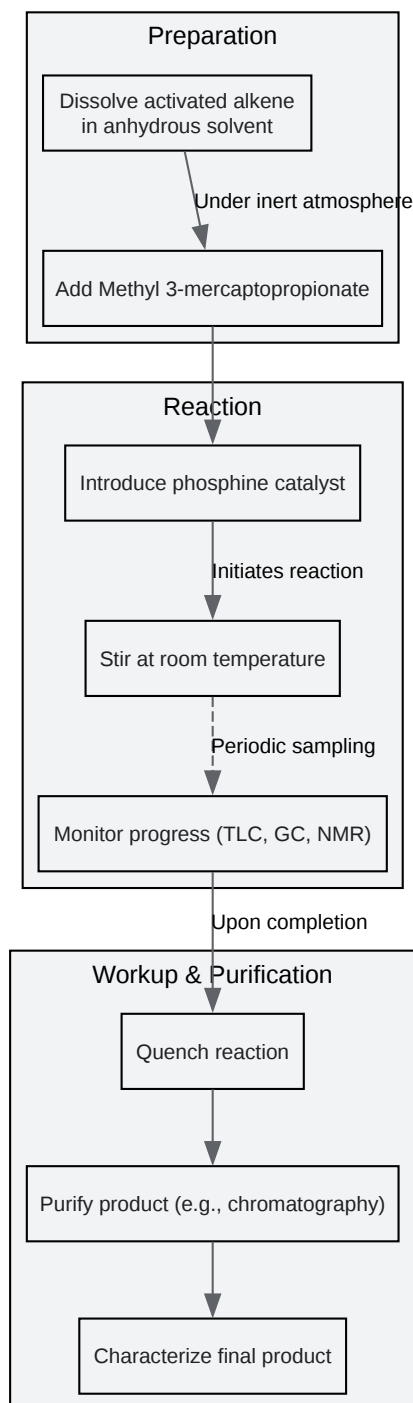 Preparation
Dissolve activated alkene
in anhydrous solvent
Under inert atmosphere
Add Methyl 3-mercaptopropionate
Reaction
Introduce phosphine catalyst
Initiates reaction
Stir at room temperature
Periodic sampling
Monitor progress (TLC, GC, NMR)
Upon completion
Workup & Purification
Quench reaction
Purify product (e.g., chromatography)
Characterize final product